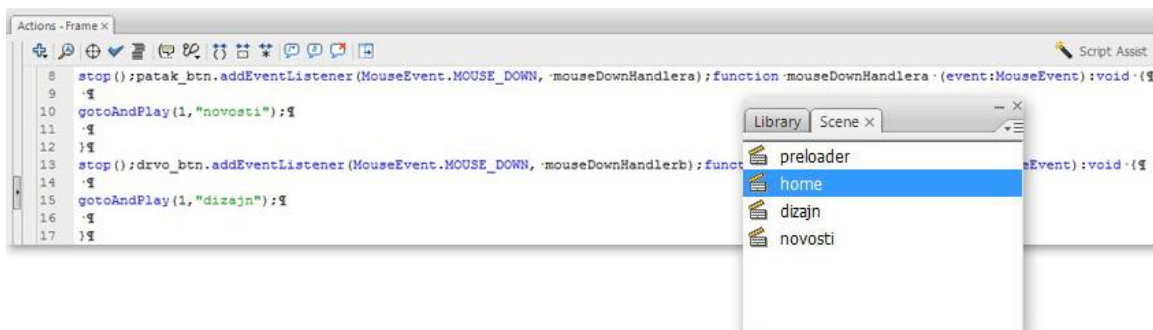 Actions - Frame ×
Script Assist
8 stop();patak_btn.addEventListener(MouseEvent.MOUSE_DOWN, ·mouseDownHandlera);function·mouseDownHandlera·(event:MouseEvent):void·{¶
9 ·¶
10 gotoAndPlay(1,"novosti");¶
11 ·¶
12 }¶
13 stop();drvo_btn.addEventListener(MouseEvent.MOUSE_DOWN, ·mouseDownHandlerb);funct
eEvent):void·{¶
14 ·¶
15 gotoAndPlay(1,"dizajn");¶
16 ·¶
17 }¶
Library Scene ×
preloader
home
dizajn
novosti